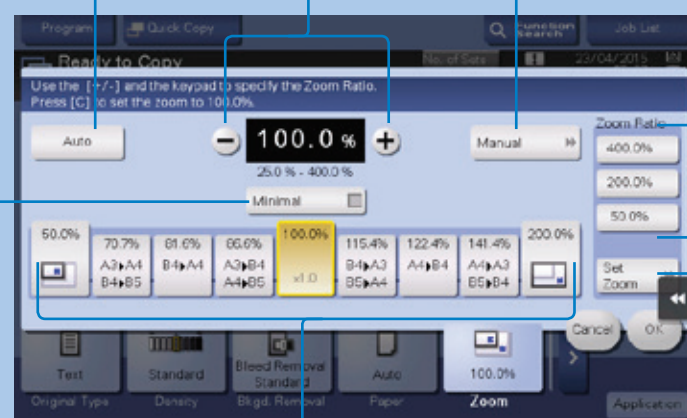 Program
Quick Copy
Function Search
Job List
Ready to Copy
No. of Sets
1
23/04/2015
Use the [+/-] and the keypad to specify the Zoom Ratio.
Press [C] to set the zoom to 100.0%.
Auto
− 100.0 % +
25.0 % - 400.0 %
Manual
Minimal
Zoom Ratio
400.0%
200.0%
50.0%
Set Zoom
50.0%
70.7%
A3▶A4
B4▶B5
81.6%
B4▶A4
86.6%
A3▶B4
A4▶B5
100.0%
x1.0
115.4%
B4▶A3
B5▶A4
122.4%
A4▶B4
141.4%
A4▶A3
B5▶B4
200.0%
Cancel
OK
Text
Standard
Bleed Removal
Standard
Auto
100.0%
Original Type
Density
Bkgd. Removal
Paper
Zoom
Application